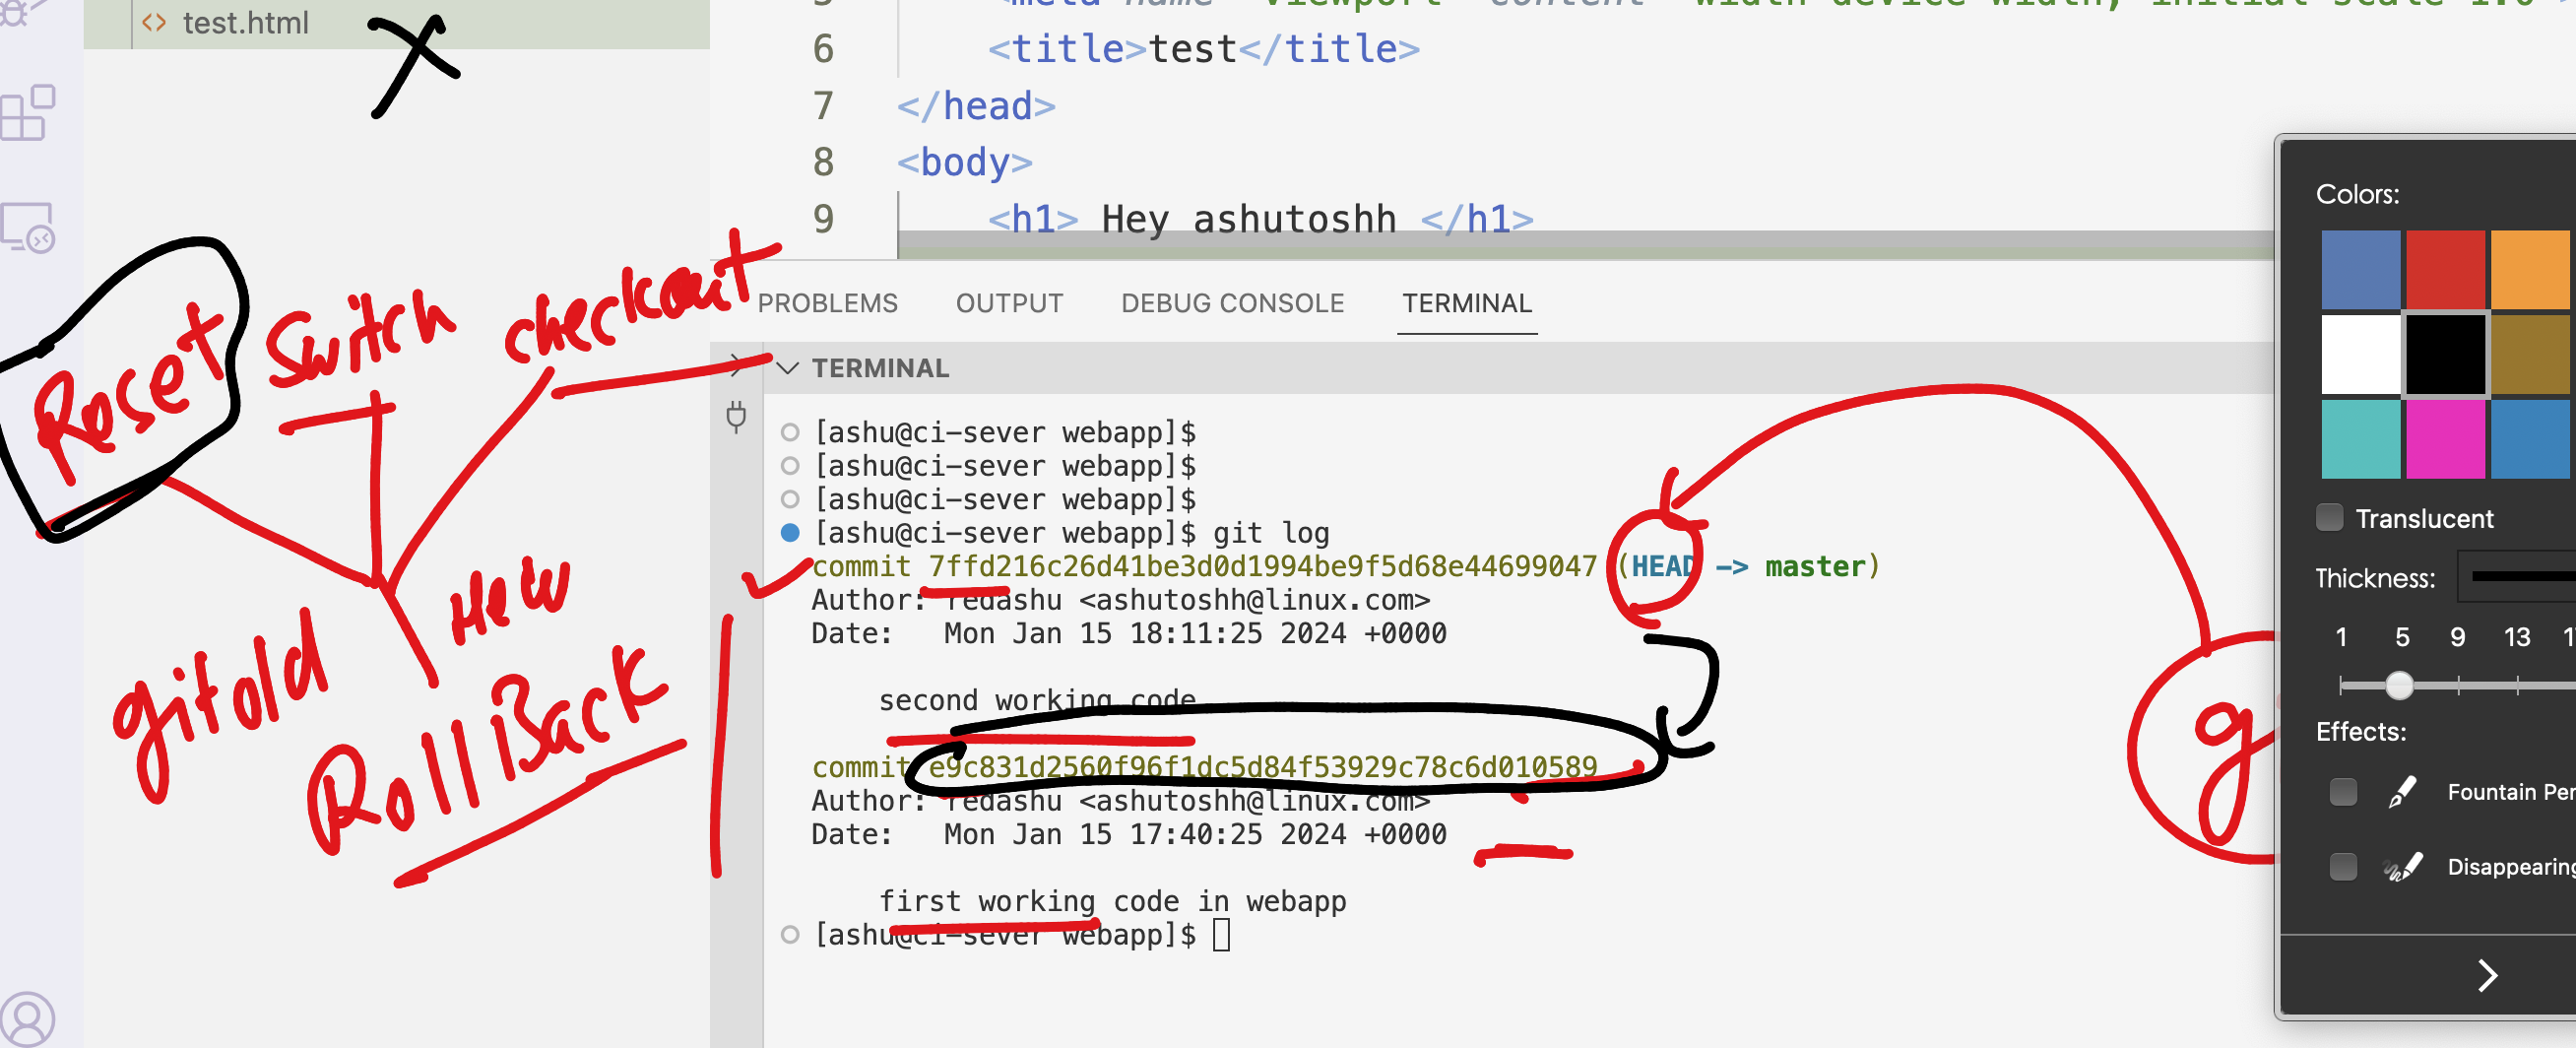 test.html
6 <title>test</title>
7 </head>
8 <body>
9 <h1> Hey ashutoshh </h1>
PROBLEMS OUTPUT DEBUG CONSOLE TERMINAL
TERMINAL
[ashu@ci-sever webapp]$
[ashu@ci-sever webapp]$
[ashu@ci-sever webapp]$
[ashu@ci-sever webapp]$ git log
commit 7ffd216c26d41be3d0d1994be9f5d68e44699047 (HEAD -> master)
Author: redashu <ashutoshh@linux.com>
Date: Mon Jan 15 18:11:25 2024 +0000
second working code
commit e9c831d2560f96f1dc5d84f53929c78c6d010589
Author: redashu <ashutoshh@linux.com>
Date: Mon Jan 15 17:40:25 2024 +0000
first working code in webapp
[ashu@ci-sever webapp]$
Reset Switch checkout
git old
RollBack
Colors:
Translucent
Thickness:
1 5 9 13
Effects:
Fountain Pen
Disappearing